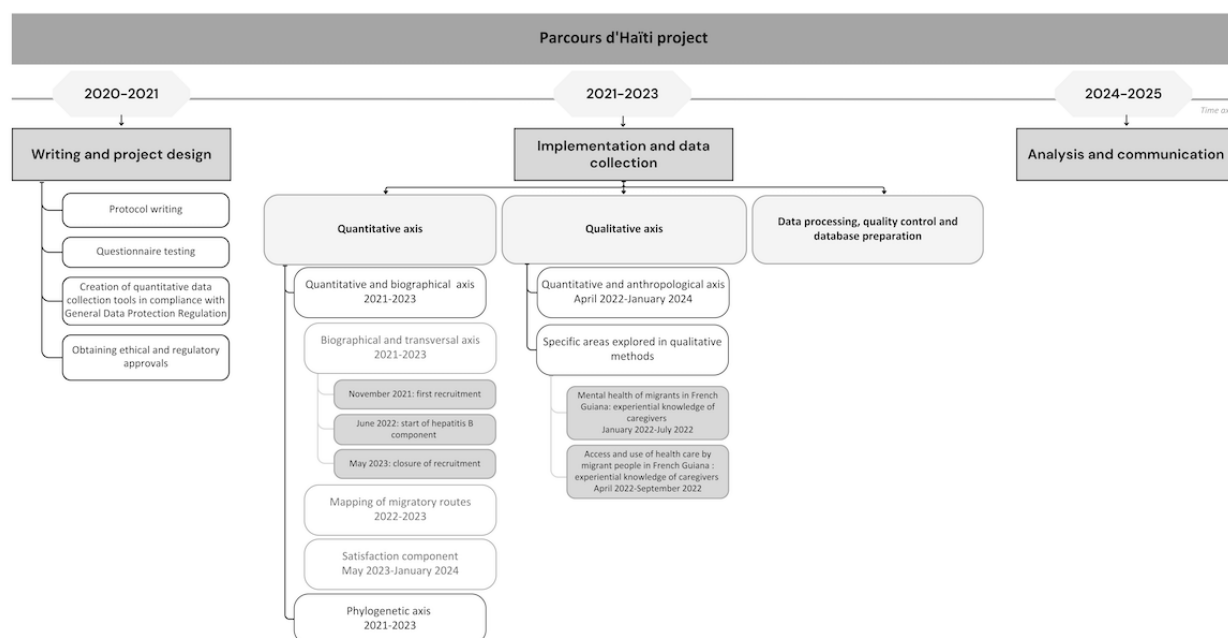 Parcours d'Haïti project
2020-2021
2021-2023
2024-2025
Time ax
Writing and project design
Implementation and data
collection
Analysis and communication
Protocol writing
Questionnaire testing
Creation of quantitative data
collection tools in compliance with
General Data Protection Regulation
Obtaining ethical and regulatory
approvals
Quantitative axis
Quantitative and biographical axis
2021-2023
Biographical and transversal axis
2021-2023
November 2021: first recruitment
June 2022: start of hepatitis B
component
May 2023: closure of recruitment
Mapping of migratory routes
2022-2023
Satisfaction component
May 2023-January 2024
Phylogenetic axis
2021-2023
Qualitative axis
Quantitative and anthropological axis
April 2022-January 2024
Specific areas explored in qualitative
methods
Mental health of migrants in French
Guiana: experiential knowledge of
caregivers
January 2022-July 2022
Access and use of health care by
migrant people in French Guiana :
experiential knowledge of caregivers
April 2022-September 2022
Data processing, quality control and
database preparation